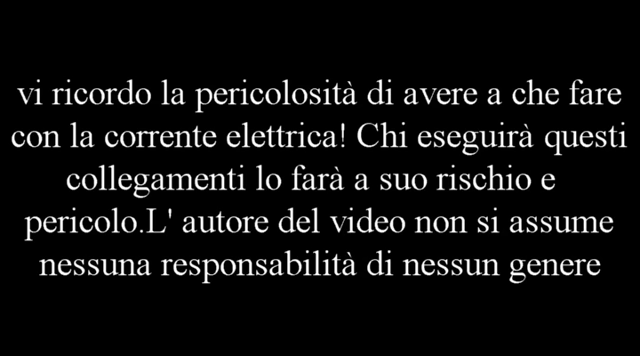 vi ricordo la pericolosità di avere a che fare
con la corrente elettrica! Chi eseguirà questi
collegamenti lo farà a suo rischio e
pericolo.L' autore del video non si assume
nessuna responsabilità di nessun genere